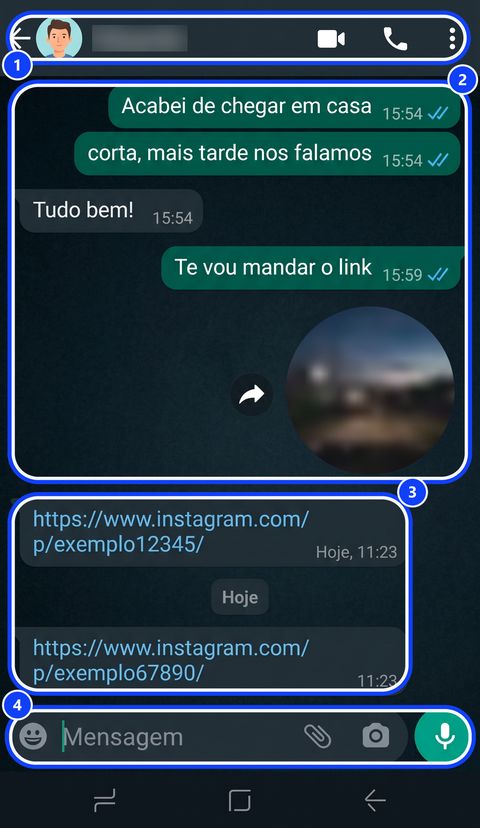 1
2
Acabei de chegar em casa 15:54
corta, mais tarde nos falamos 15:54
Tudo bem! 15:54
Te vou mandar o link 15:59
3
https://www.instagram.com/
p/exemplo12345/
Hoje, 11:23
Hoje
https://www.instagram.com/
p/exemplo67890/
11:23
4
Mensagem